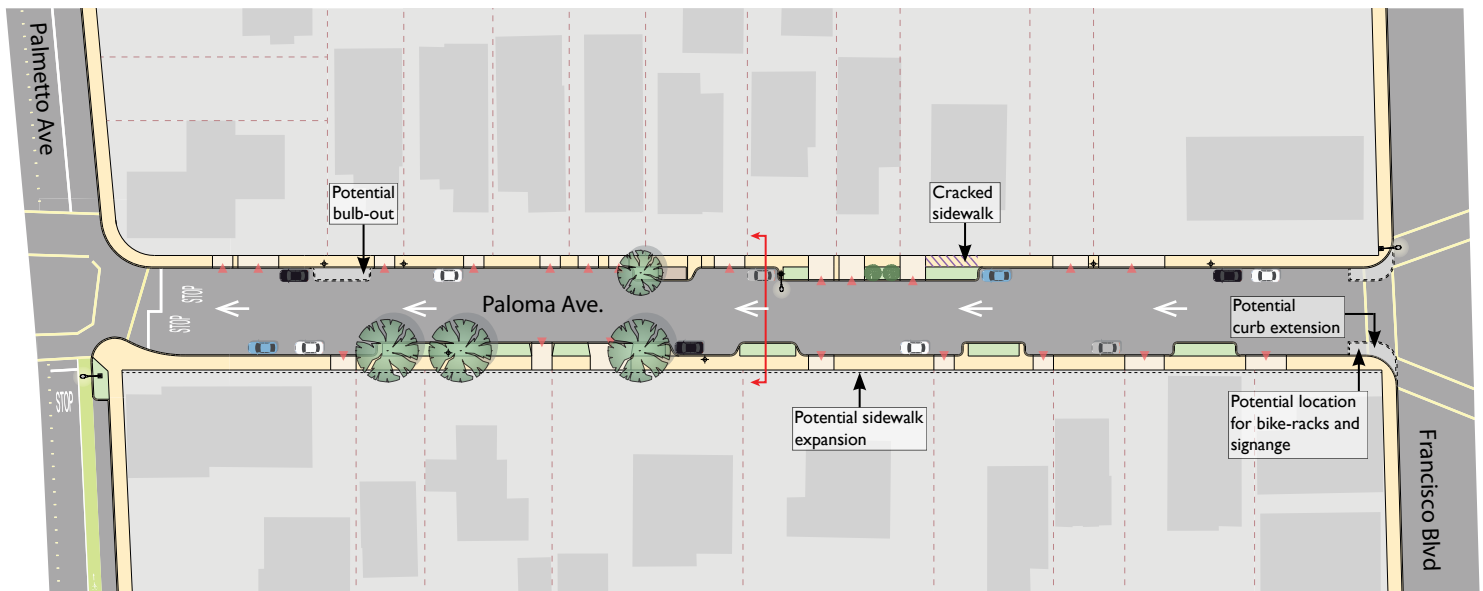 Palmetto Ave
Potential
bulb-out
Cracked
sidewalk
STOP
STOP
Paloma Ave.
Potential
curb extension
STOP
Potential sidewalk
expansion
Potential location
for bike-racks and
signange
Francisco Blvd